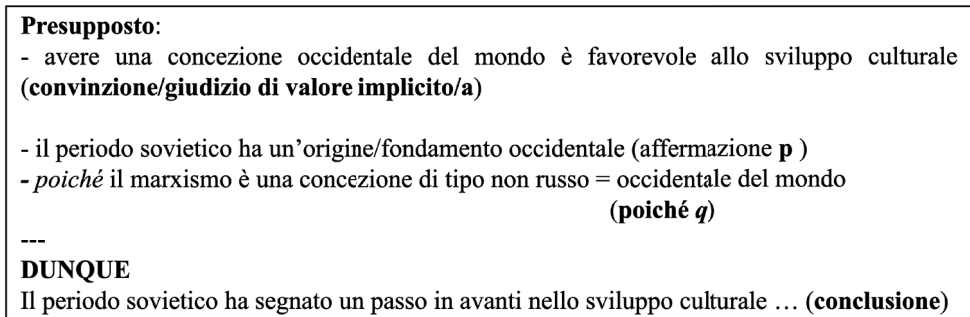 Presupposto:
- avere una concezione occidentale del mondo è favorevole allo sviluppo culturale
(convinzione/giudizio di valore implicito/a)
- il periodo sovietico ha un'origine/fondamento occidentale (affermazione p )
- poiché il marxismo è una concezione di tipo non russo = occidentale del mondo
(poiché q)
---
DUNQUE
Il periodo sovietico ha segnato un passo in avanti nello sviluppo culturale … (conclusione)